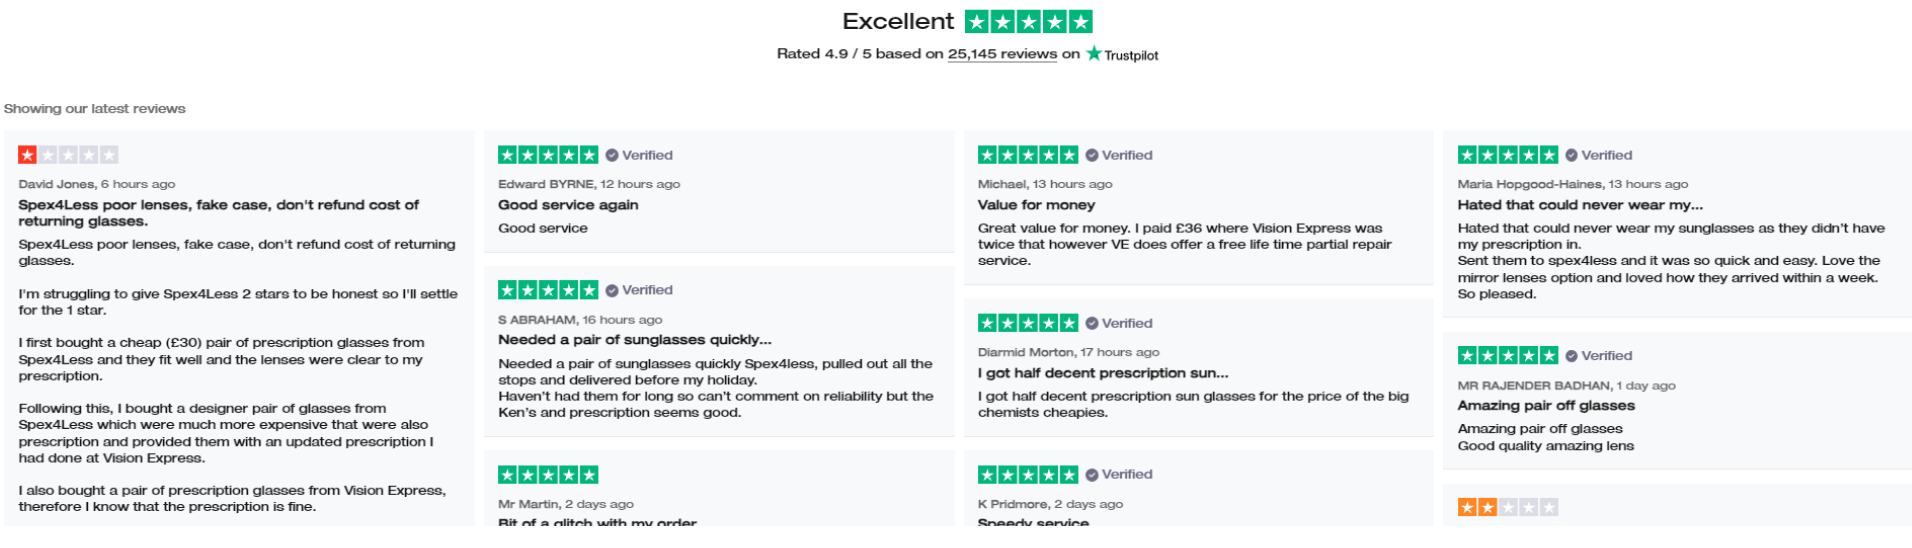 Excellent
Rated 4.9 / 5 based on 25,145 reviews on Trustpilot
Showing our latest reviews
David Jones, 6 hours ago
Spex4Less poor lenses, fake case, don't refund cost of
returning glasses.
Spex4Less poor lenses, fake case, don't refund cost of returning
glasses.
I'm struggling to give Spex4Less 2 stars to be honest so I'll settle
for the 1 star.
I first bought a cheap (£30) pair of prescription glasses from
Spex4Less and they fit well and the lenses were clear to my
prescription.
Following this, I bought a designer pair of glasses from
Spex4Less which were much more expensive that were also
prescription and provided them with an updated prescription I
had done at Vision Express.
I also bought a pair of prescription glasses from Vision Express,
therefore I know that the prescription is fine.
Verified
Edward BYRNE, 12 hours ago
Good service again
Good service
Verified
S ABRAHAM, 16 hours ago
Needed a pair of sunglasses quickly...
Needed a pair of sunglasses quickly Spex4less, pulled out all the
stops and delivered before my holiday.
Haven't had them for long so can't comment on reliability but the
Ken's and prescription seems good.
Mr Martin, 2 days ago
Bit of a glitch with my order
Verified
Michael, 13 hours ago
Value for money
Great value for money. I paid £36 where Vision Express was
twice that however VE does offer a free life time partial repair
service.
Verified
Diarmid Morton, 17 hours ago
I got half decent prescription sun...
I got half decent prescription sun glasses for the price of the big
chemists cheapies.
Verified
K Pridmore, 2 days ago
Speedy service
Verified
Maria Hopgood-Haines, 13 hours ago
Hated that could never wear my...
Hated that could never wear my sunglasses as they didn't have
my prescription in.
Sent them to spex4less and it was so quick and easy. Love the
mirror lenses option and loved how they arrived within a week.
So pleased.
Verified
MR RAJENDER BADHAN, 1 day ago
Amazing pair off glasses
Amazing pair off glasses
Good quality amazing lens